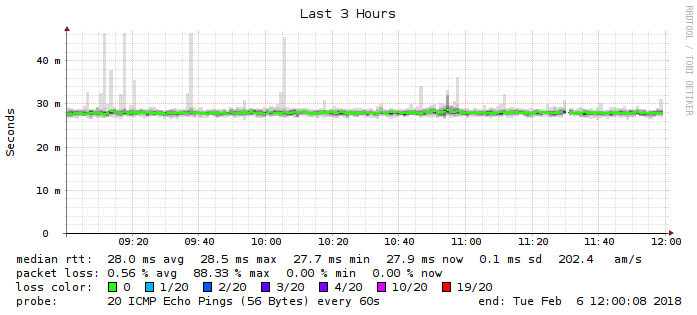 Last 3 Hours
RRDTOOL / TOBI OETIKER
Seconds
40 m
30 m
20 m
10 m
0
09:20 09:40 10:00 10:20 10:40 11:00 11:20 11:40 12:00
median rtt: 28.0 ms avg 28.5 ms max 27.7 ms min 27.9 ms now 0.1 ms sd 202.4 am/s
packet loss: 0.56 % avg 88.33 % max 0.00 % min 0.00 % now
loss color: 0 1/20 2/20 3/20 4/20 10/20 19/20
probe: 20 ICMP Echo Pings (56 Bytes) every 60s end: Tue Feb 6 12:00:08 2018